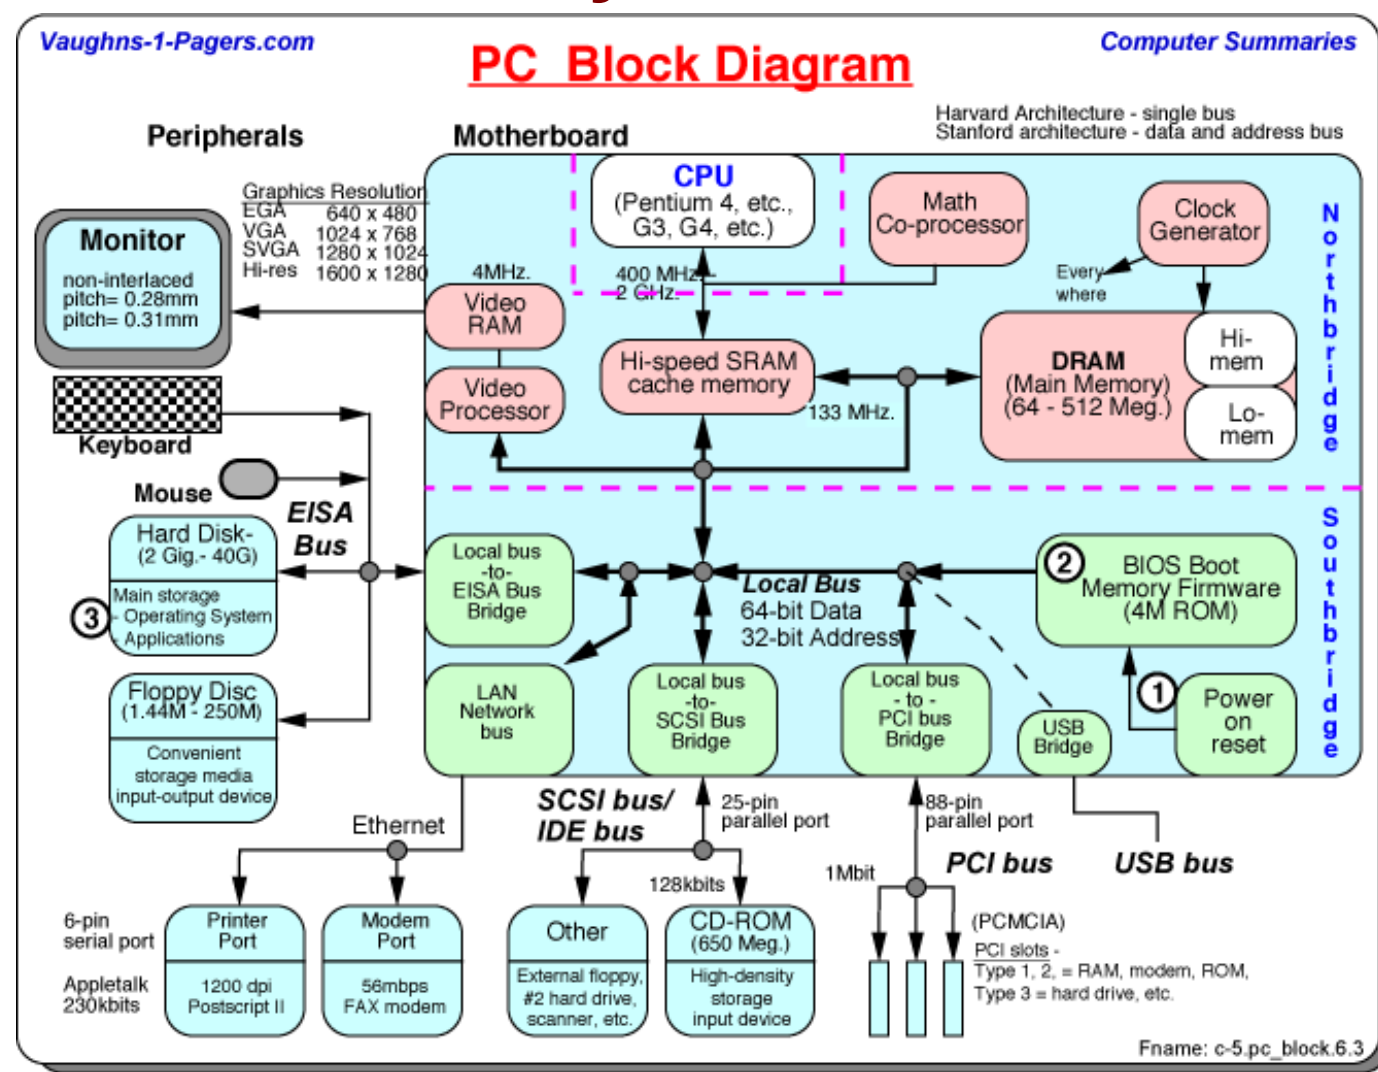 Vaughns-1-Pagers.com
Computer Summaries
PC Block Diagram
Harvard Architecture - single bus
Stanford architecture - data and address bus
Peripherals
Motherboard
Graphics Resolution
EGA 640 x 480
VGA 1024 x 768
SVGA 1280 x 1024
Hi-res 1600 x 1280
Monitor
non-interlaced
pitch= 0.28mm
pitch= 0.31mm
CPU
(Pentium 4, etc.,
G3, G4, etc.)
Math
Co-processor
Clock
Generator
Northbridge
4MHz.
400 MHz. -
2 GHz.
Every
where
Video
RAM
Video
Processor
Hi-speed SRAM
cache memory
133 MHz.
DRAM
(Main Memory)
(64 - 512 Meg.)
Hi-
mem
Lo-
mem
Keyboard
Mouse
EISA
Bus
Hard Disk-
(2 Gig.- 40G)
Main storage
- Operating System
- Applications
3
Floppy Disc
(1.44M - 250M)
Convenient
storage media
input-output device
Local bus
-to-
EISA Bus
Bridge
Local Bus
64-bit Data
32-bit Address
2
BIOS Boot
Memory Firmware
(4M ROM)
Southbridge
LAN
Network
bus
Local bus
-to-
SCSI Bus
Bridge
Local bus
- to -
PCI bus
Bridge
USB
Bridge
1
Power
on
reset
Ethernet
SCSI bus/
IDE bus
25-pin
parallel port
88-pin
parallel port
PCI bus
USB bus
128kbits
1Mbit
6-pin
serial port
Appletalk
230kbits
Printer
Port
1200 dpi
Postscript II
Modem
Port
56mbps
FAX modem
Other
External floppy,
#2 hard drive,
scanner, etc.
CD-ROM
(650 Meg.)
High-density
storage
input device
(PCMCIA)
PCI slots -
Type 1, 2, = RAM, modem, ROM,
Type 3 = hard drive, etc.
Fname: c-5.pc_block.6.3